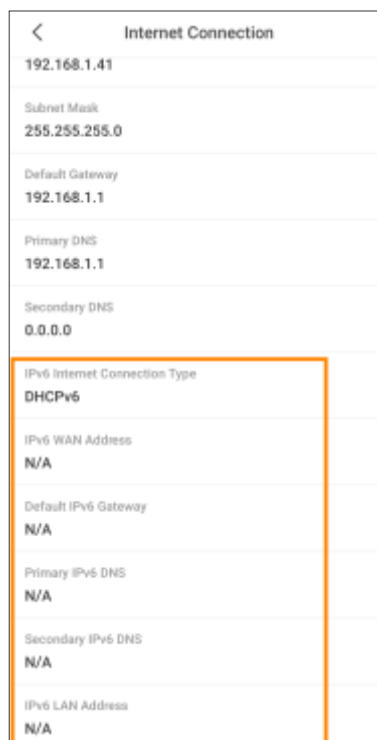 Internet Connection
192.168.1.41
Subnet Mask
255.255.255.0
Default Gateway
192.168.1.1
Primary DNS
192.168.1.1
Secondary DNS
0.0.0.0
IPv6 Internet Connection Type
DHCPv6
IPv6 WAN Address
N/A
Default IPv6 Gateway
N/A
Primary IPv6 DNS
N/A
Secondary IPv6 DNS
N/A
IPv6 LAN Address
N/A